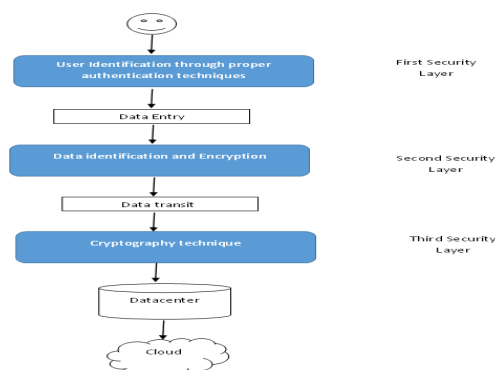 User Identification through proper
authentication techniques
First Security
Layer
Data Entry
Data identification and Encryption
Second Security
Layer
Data transit
Cryptography technique
Third Security
Layer
Datacenter
Cloud